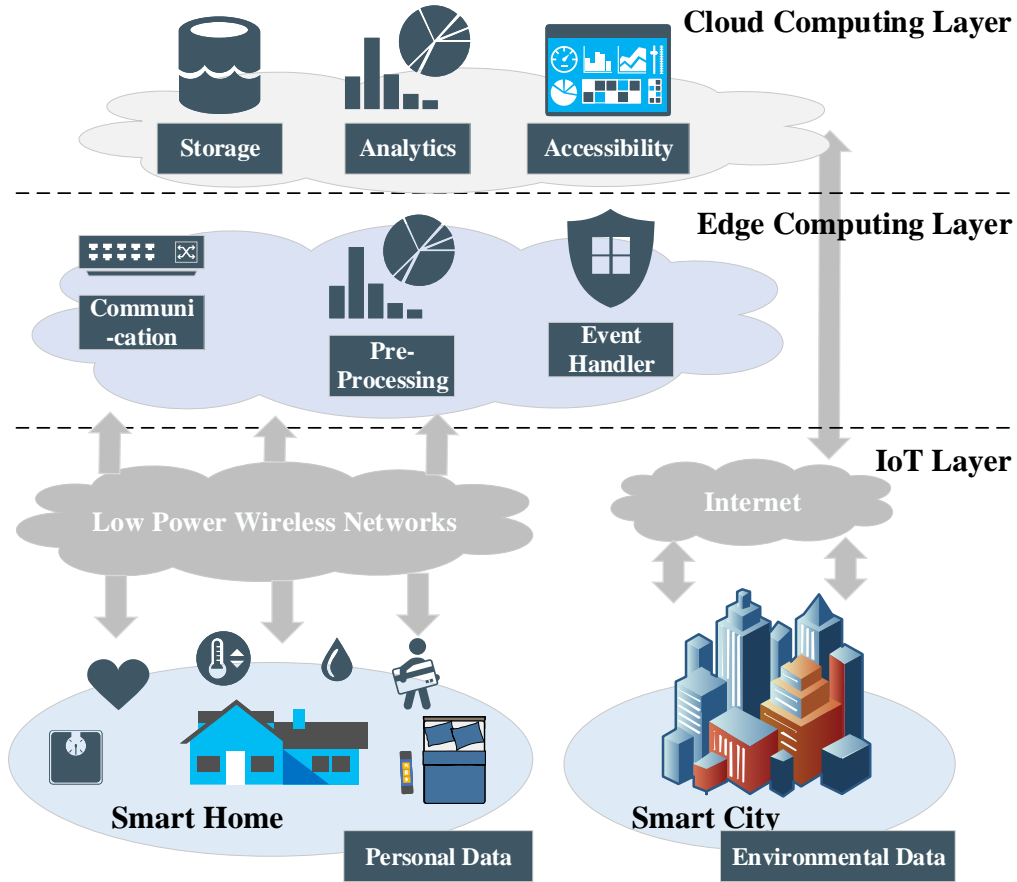 Cloud Computing Layer
Storage
Analytics
Accessibility
Edge Computing Layer
Communi
-cation
Pre-
Processing
Event
Handler
IoT Layer
Low Power Wireless Networks
Internet
Smart Home
Personal Data
Smart City
Environmental Data